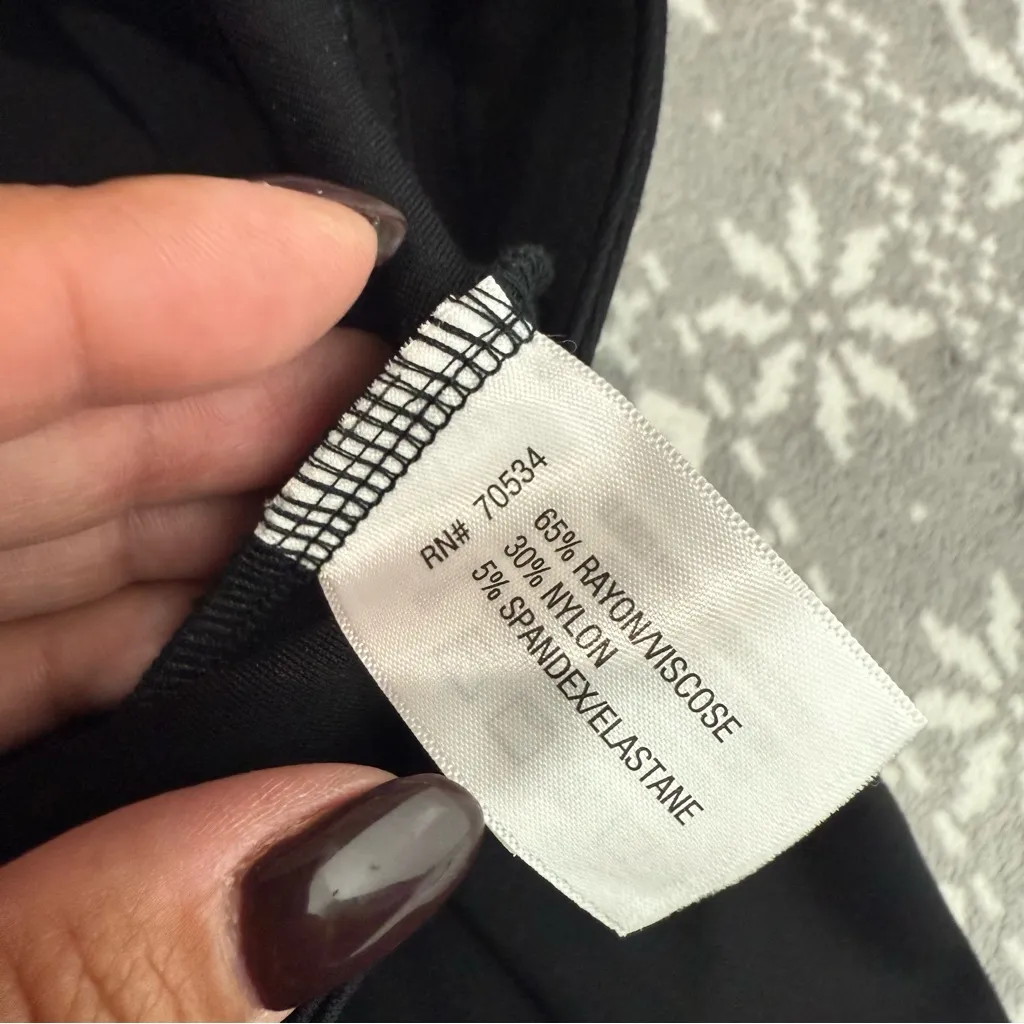 RN# 70534
65% RAYON/VISCOSE
30% NYLON
5% SPANDEX/ELASTANE